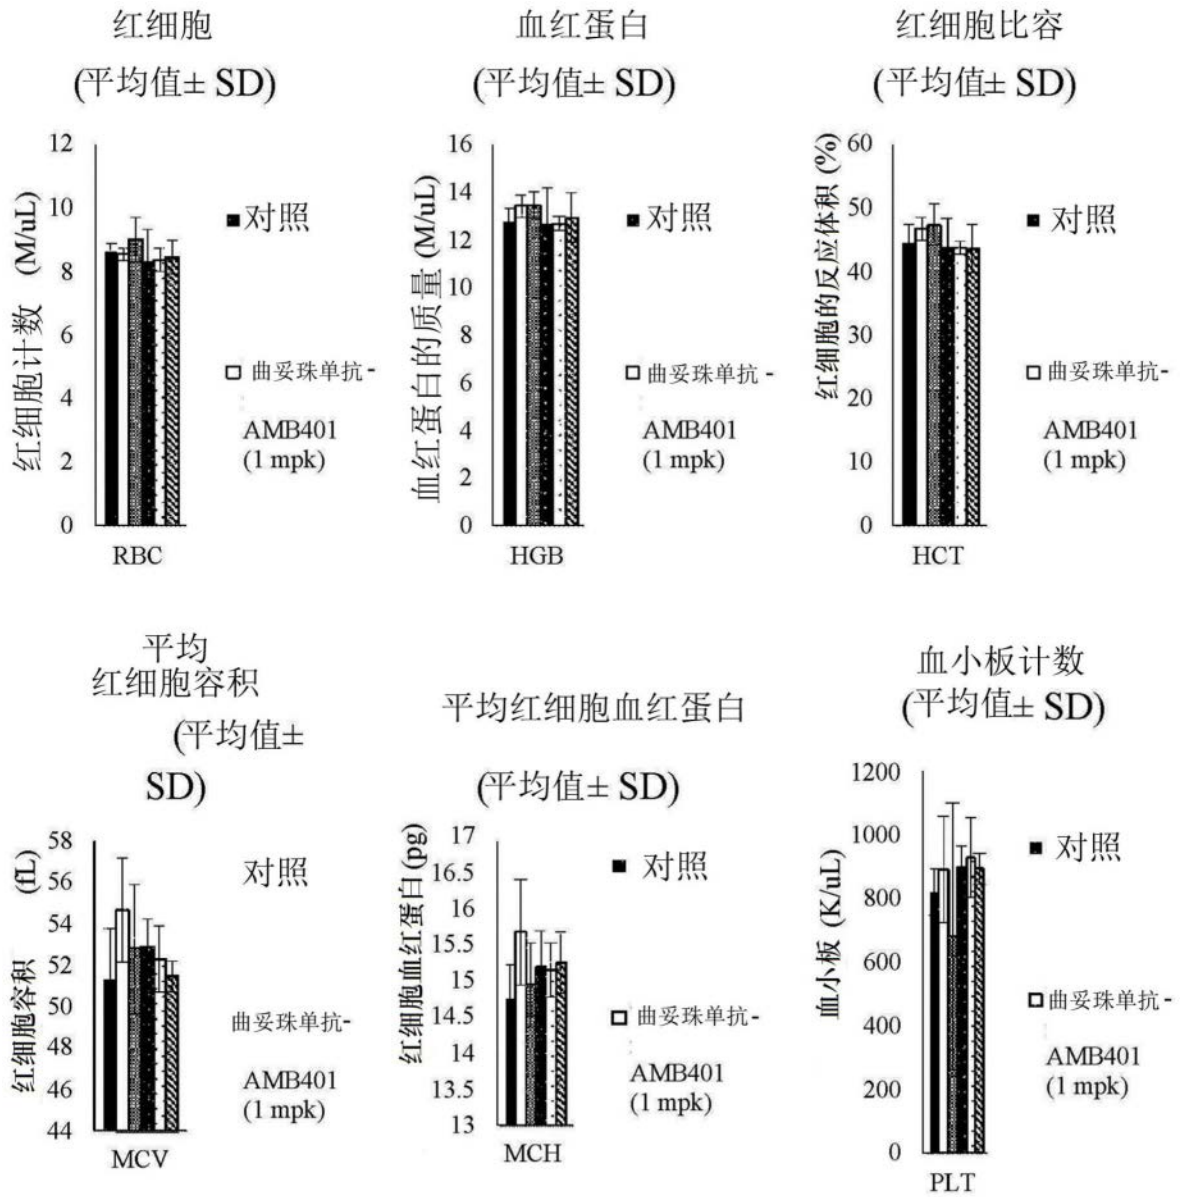 红细胞
(平均值± SD)
红细胞计数 (M/uL)
12
10
8
6
4
2
0
RBC
对照
曲妥珠单抗-
AMB401
(1 mpk)
血红蛋白
(平均值± SD)
血红蛋白的质量 (M/uL)
16
14
12
10
8
6
4
2
0
HGB
对照
曲妥珠单抗-
AMB401
(1 mpk)
红细胞比容
(平均值± SD)
红细胞的反应体积 (%)
60
50
40
30
20
10
0
HCT
对照
曲妥珠单抗-
AMB401
(1 mpk)
平均
红细胞容积
(平均值±
SD)
红细胞容积 (fL)
58
56
54
52
50
48
46
44
MCV
对照
曲妥珠单抗-
AMB401
(1 mpk)
平均红细胞血红蛋白
(平均值± SD)
红细胞血红蛋白 (pg)
17
16.5
16
15.5
15
14.5
14
13.5
13
MCH
对照
曲妥珠单抗-
AMB401
(1 mpk)
血小板计数
(平均值± SD)
血小板 (K/uL)
1200
1000
800
600
400
200
0
PLT
对照
曲妥珠单抗-
AMB401
(1 mpk)